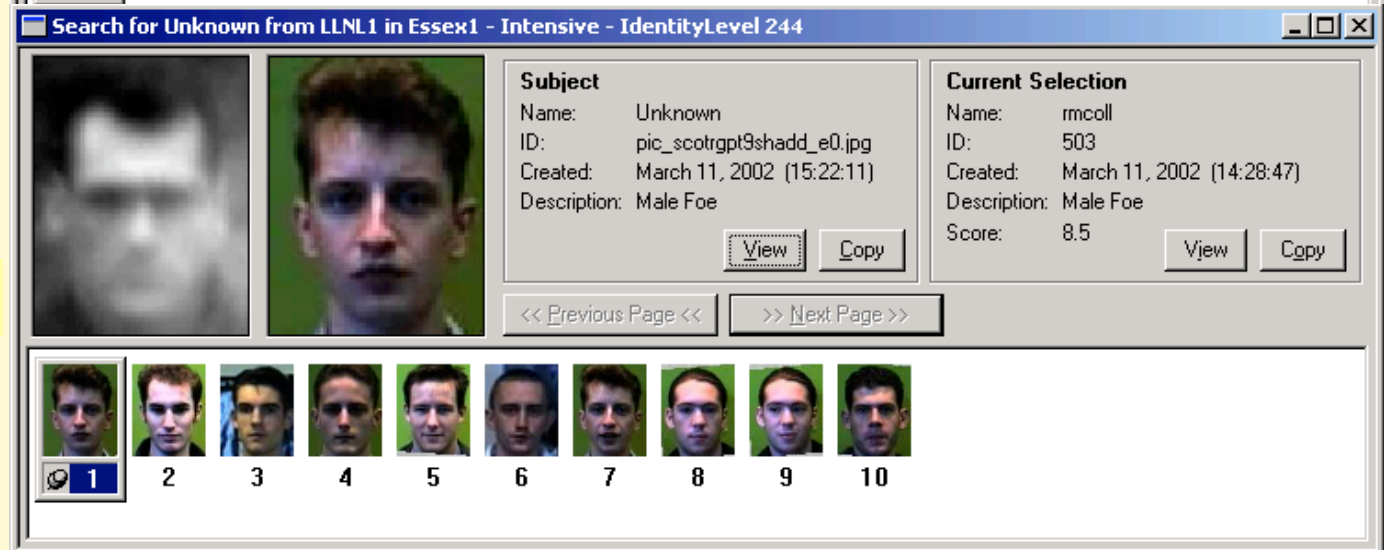 Search for Unknown from LLNL1 in Essex1 - Intensive - IdentityLevel 244
Subject
Name: Unknown
ID: pic_scotrgpt9shadd_e0.jpg
Created: March 11, 2002 (15:22:11)
Description: Male Foe
View Copy
Current Selection
Name: rmcoll
ID: 503
Created: March 11, 2002 (14:28:47)
Description: Male Foe
Score: 8.5
View Copy
<< Previous Page << >> Next Page >>
1 2 3 4 5 6 7 8 9 10